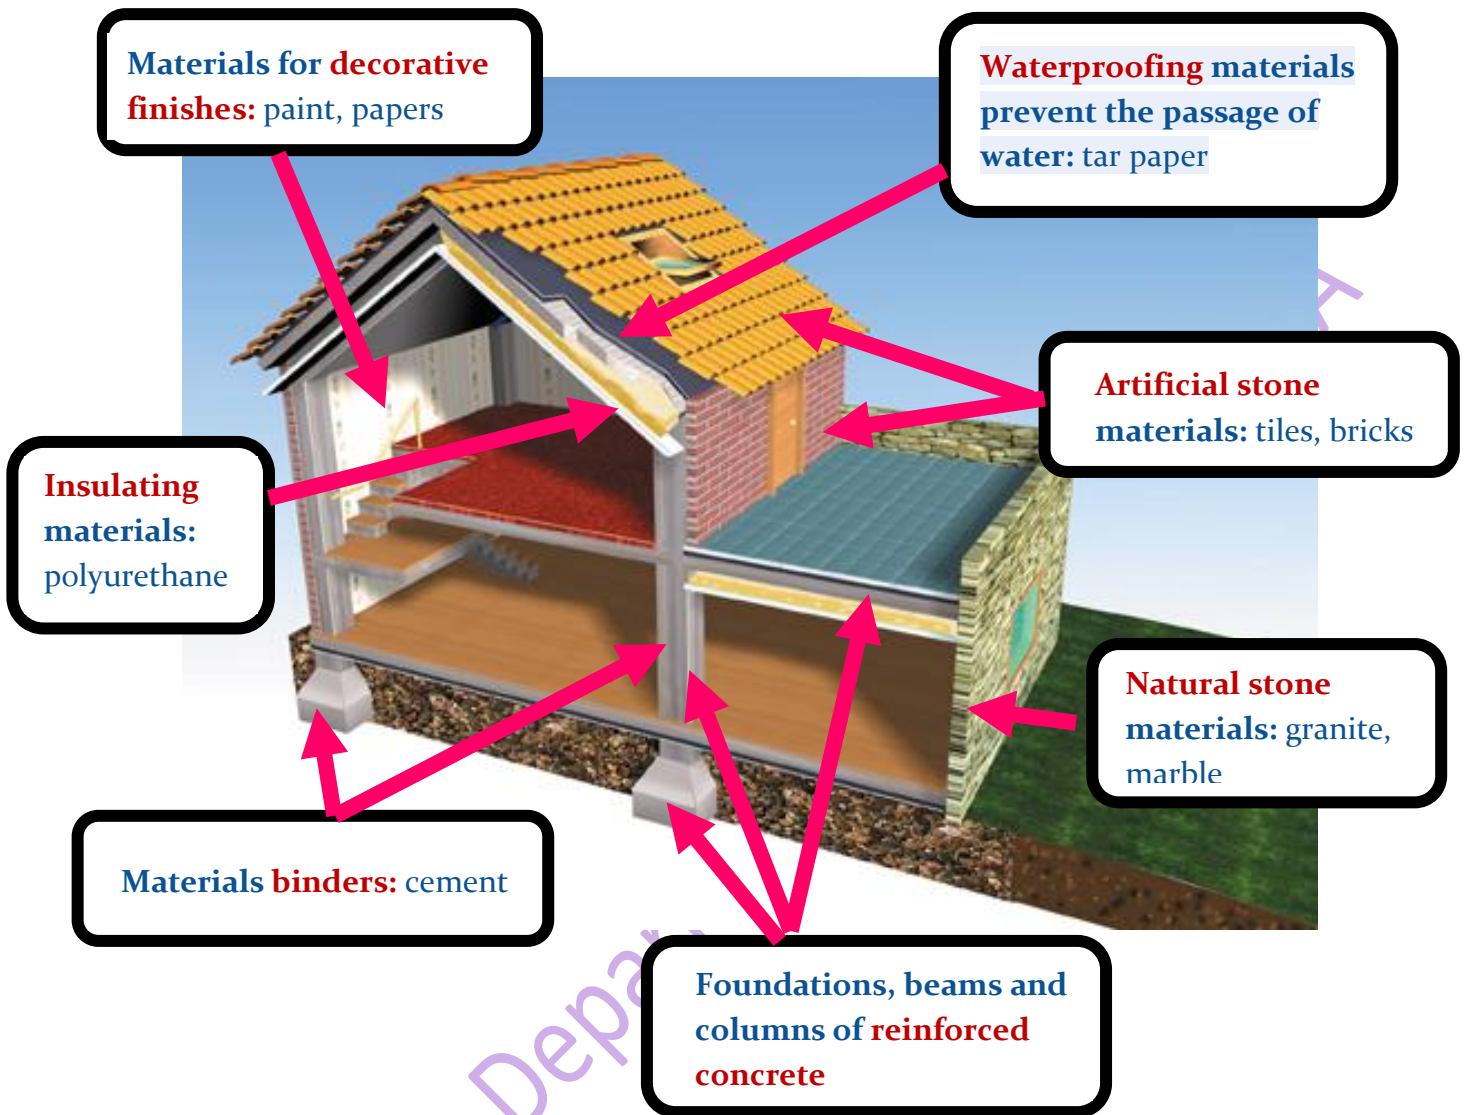 Materials for decorative
finishes: paint, papers
Waterproofing materials
prevent the passage of
water: tar paper
Artificial stone
materials: tiles, bricks
Insulating
materials:
polyurethane
Natural stone
materials: granite,
marble
Materials binders: cement
Foundations, beams and
columns of reinforced
concrete